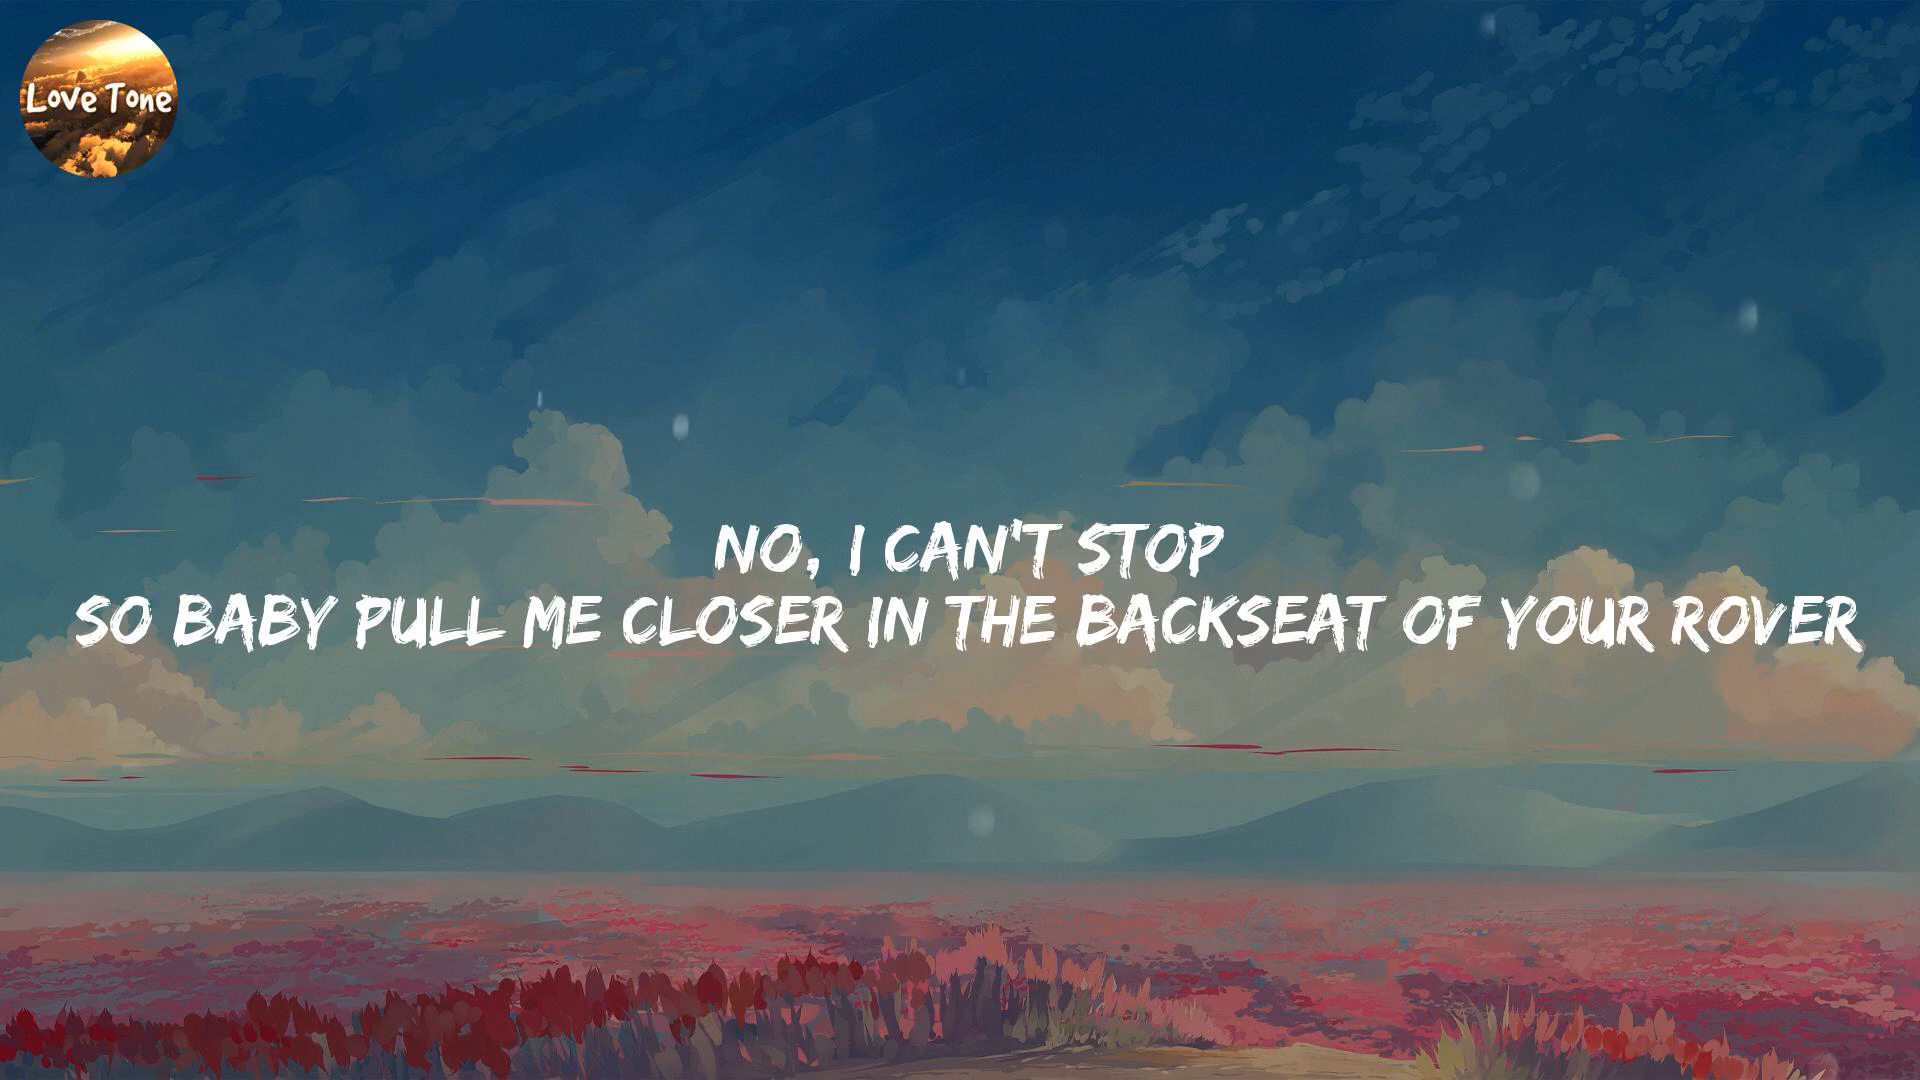 Love Tone
NO, I CAN'T STOP
SO BABY PULL ME CLOSER IN THE BACKSEAT OF YOUR ROVER